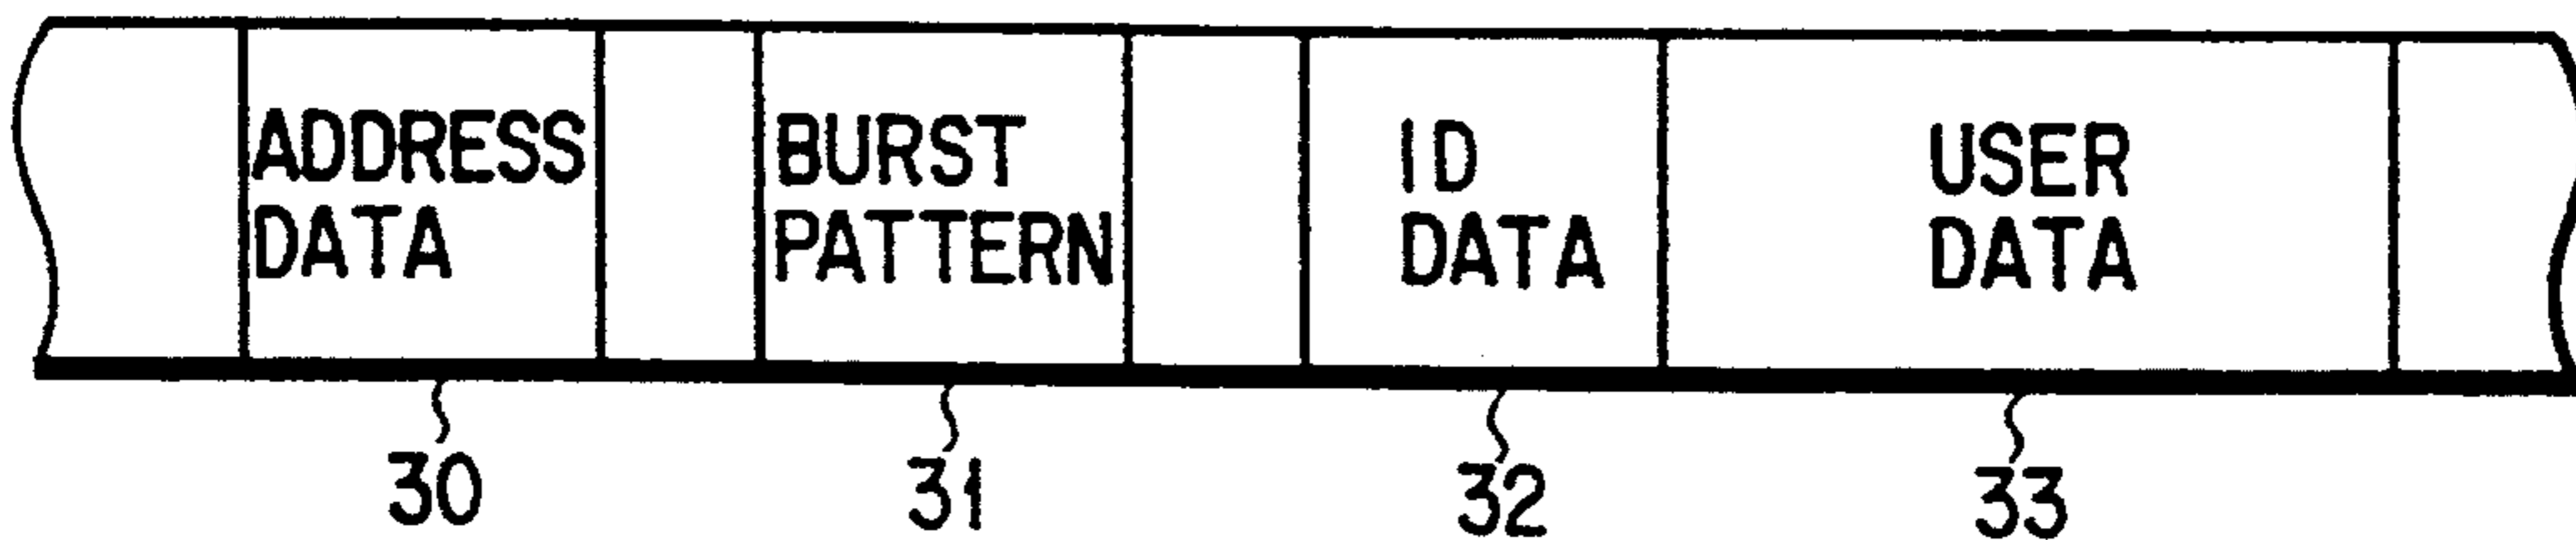 ADDRESS
DATA
BURST
PATTERN
ID
DATA
USER
DATA
30
31
32
33